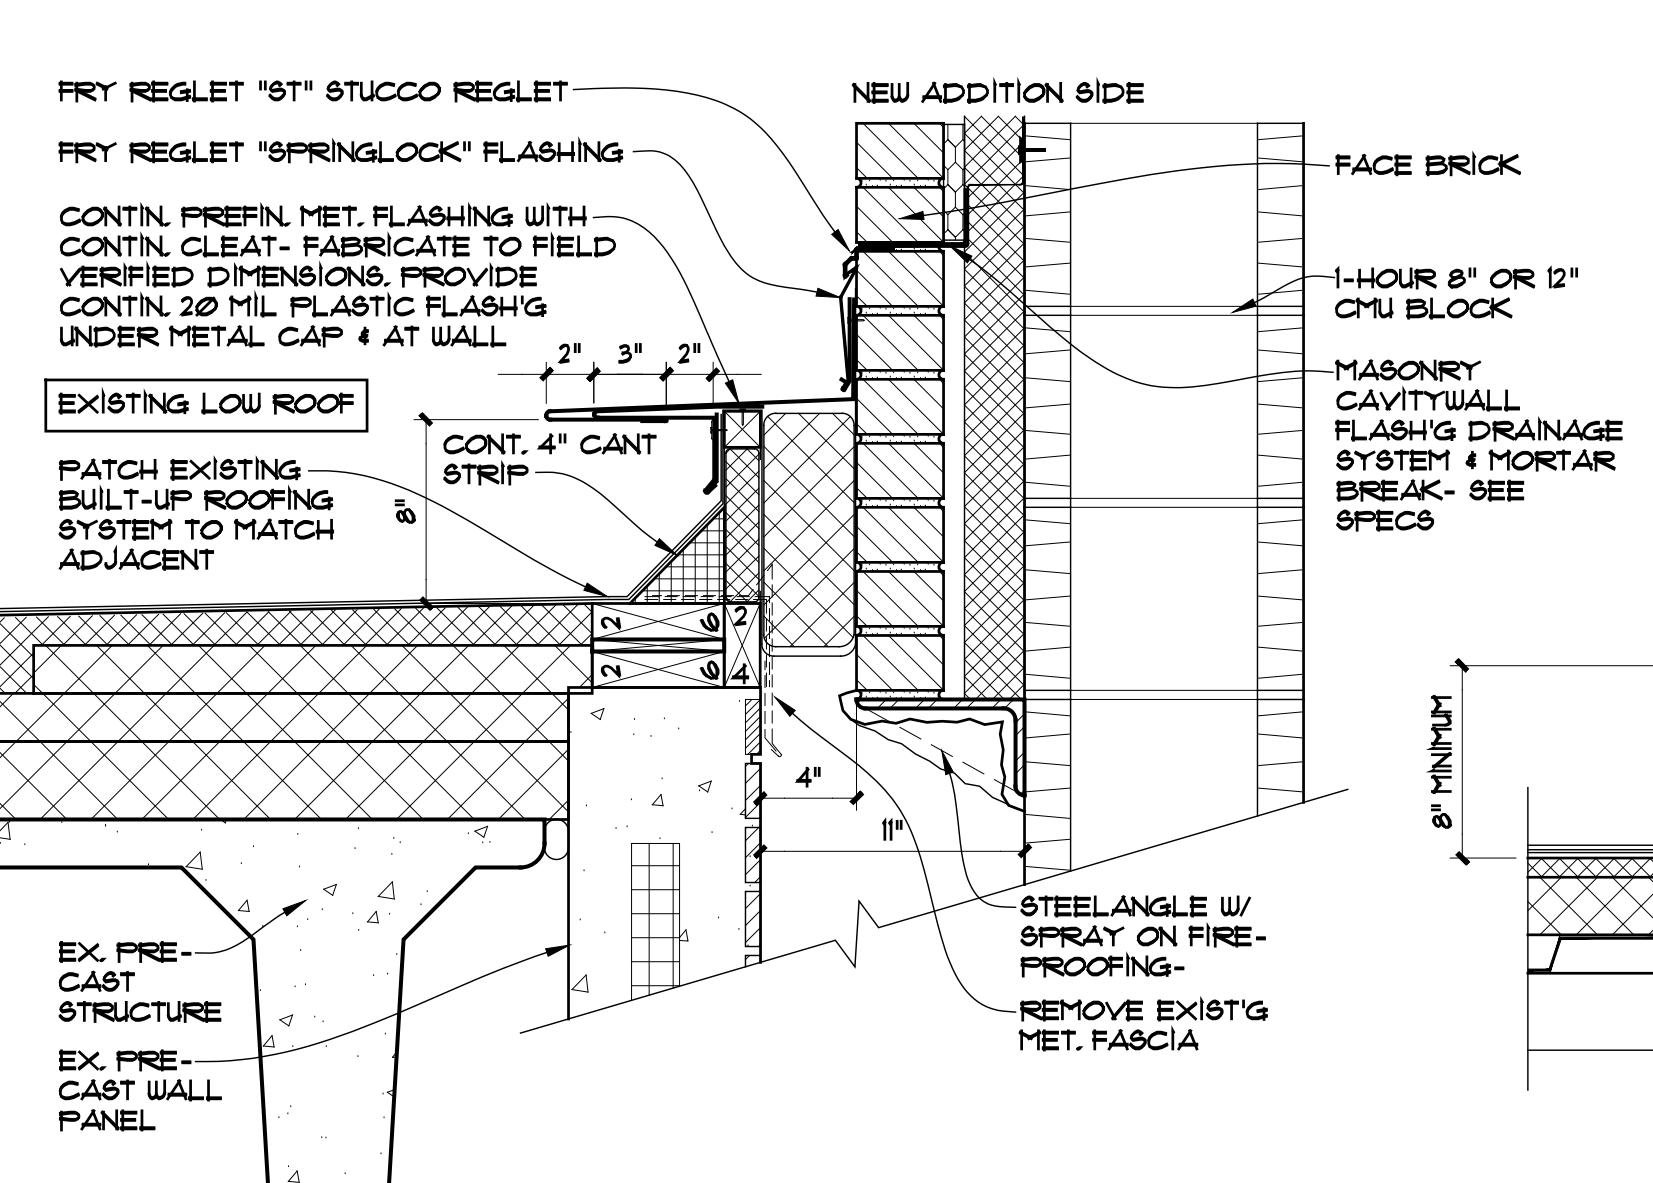 FRY REGLET "ST" STUCCO REGLET
FRY REGLET "SPRINGLOCK" FLASHING
CONTIN. PREFIN. MET. FLASHING WITH
CONTIN. CLEAT- FABRICATE TO FIELD
VERIFIED DIMENSIONS. PROVIDE
CONTIN. 20 MIL PLASTIC FLASH'G
UNDER METAL CAP & AT WALL
2" 3" 2"
EXISTING LOW ROOF
CONT. 4" CANT
STRIP
PATCH EXISTING
BUILT-UP ROOFING
SYSTEM TO MATCH
ADJACENT
8"
2 6 2
2 6 4
4"
11"
EX. PRE-
CAST
STRUCTURE
EX. PRE-
CAST WALL
PANEL
NEW ADDITION SIDE
FACE BRICK
1-HOUR 8" OR 12"
CMU BLOCK
MASONRY
CAVITYWALL
FLASH'G DRAINAGE
SYSTEM & MORTAR
BREAK- SEE
SPECS
STEELANGLE W/
SPRAY ON FIRE-
PROOFING-
REMOVE EXIST'G
MET. FASCIA
8" MINIMUM